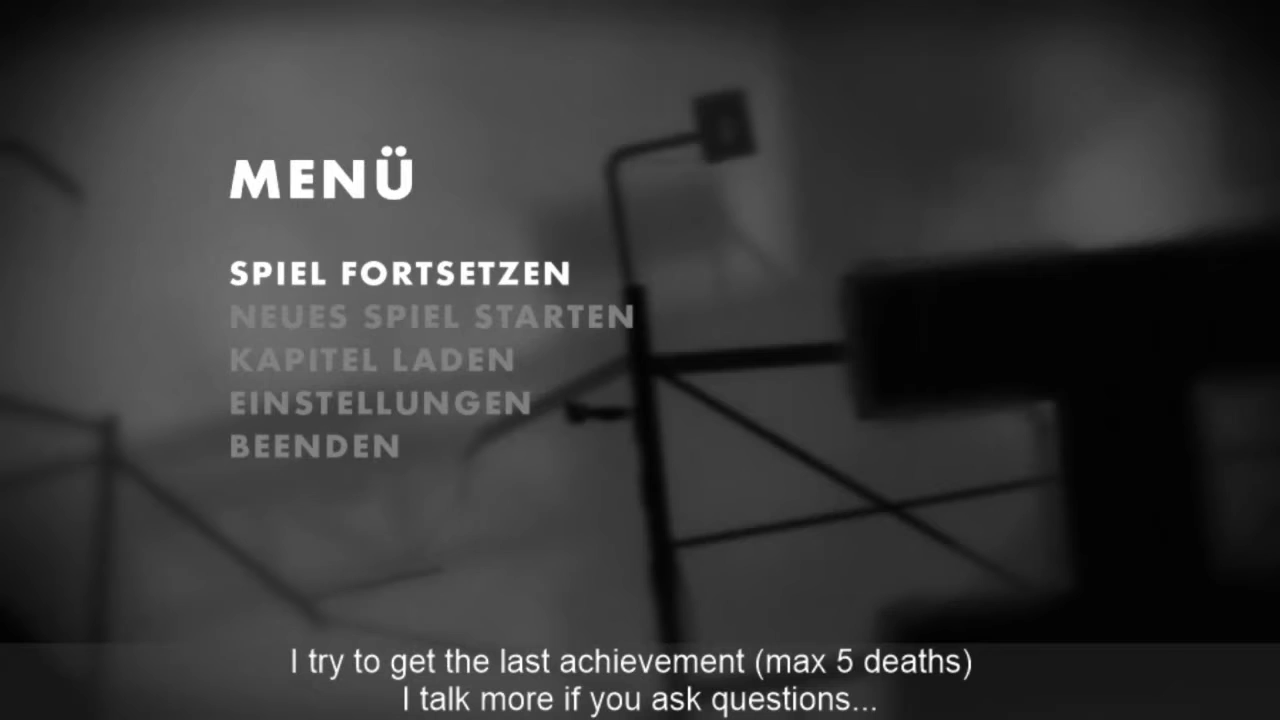 MENÜ
SPIEL FORTSETZEN
NEUES SPIEL STARTEN
KAPITEL LADEN
EINSTELLUNGEN
BEENDEN
I try to get the last achievement (max 5 deaths)
I talk more if you ask questions...